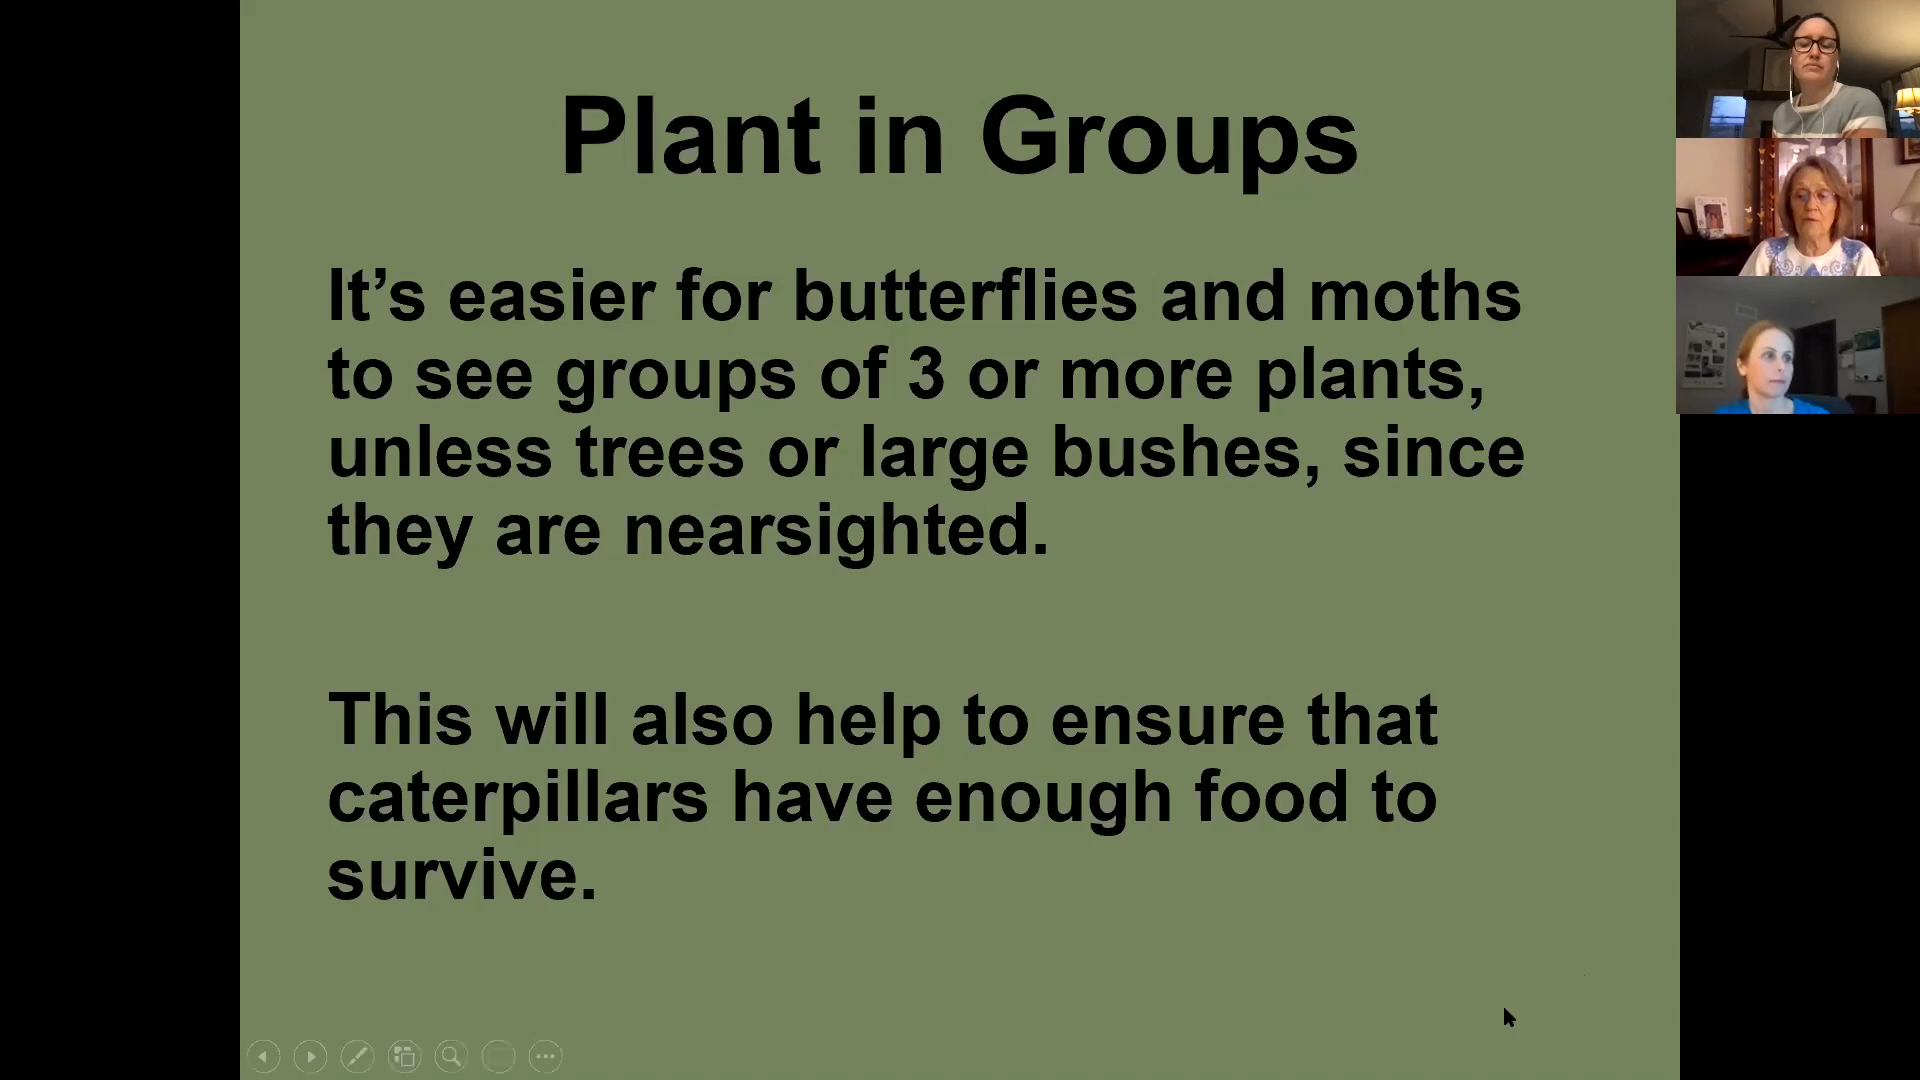 Plant in Groups
It’s easier for butterflies and moths
to see groups of 3 or more plants,
unless trees or large bushes, since
they are nearsighted.
This will also help to ensure that
caterpillars have enough food to
survive.